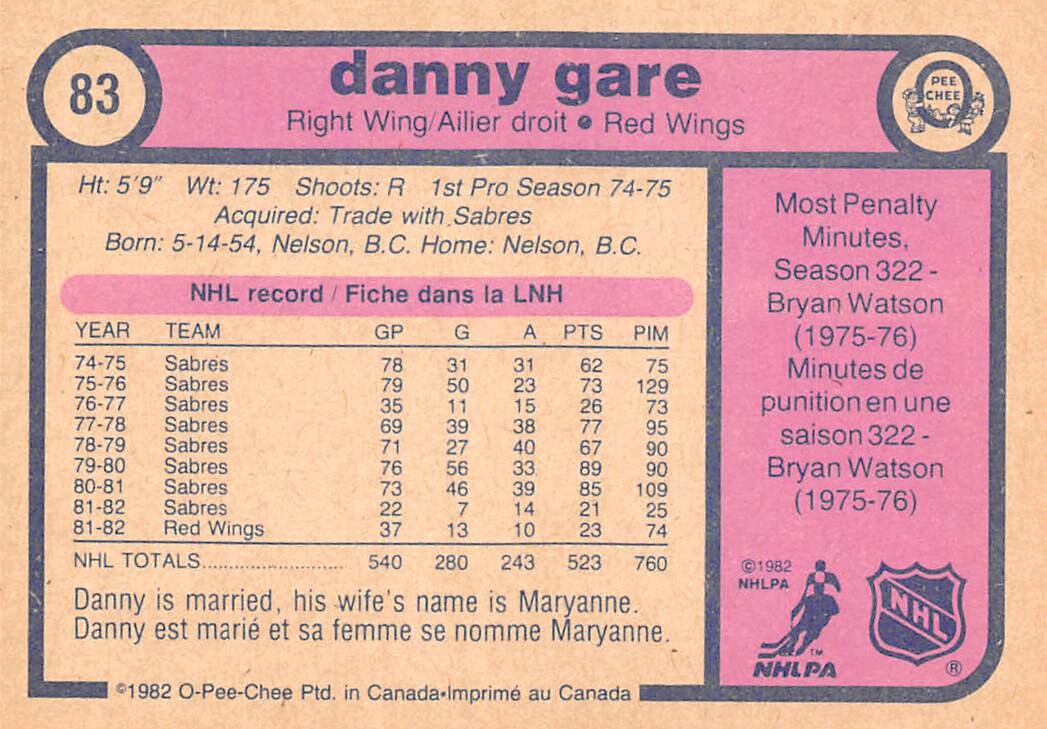 83
danny gare
PEE
CHEE
Right Wing/Ailier droit • Red Wings
Ht: 5'9" Wt: 175 Shoots: R 1st Pro Season 74-75
Acquired: Trade with Sabres
Born: 5-14-54, Nelson, B.C. Home: Nelson, B.C.
NHL record / Fiche dans la LNH
YEAR TEAM GP G A PTS PIM
74-75 Sabres 78 31 31 62 75
75-76 Sabres 79 50 23 73 129
76-77 Sabres 35 11 15 26 73
77-78 Sabres 69 39 38 77 95
78-79 Sabres 71 27 40 67 90
79-80 Sabres 76 56 33 89 90
80-81 Sabres 73 46 39 85 109
81-82 Sabres 22 7 14 21 25
81-82 Red Wings 37 13 10 23 74
NHL TOTALS........................... 540 280 243 523 760
Danny is married, his wife's name is Maryanne.
Danny est marié et sa femme se nomme Maryanne.
Most Penalty
Minutes,
Season 322 -
Bryan Watson
(1975-76)
Minutes de
punition en une
saison 322 -
Bryan Watson
(1975-76)
©1982
NHLPA
TM
NHLPA
NHL
®
©1982 O-Pee-Chee Ptd. in Canada•Imprimé au Canada